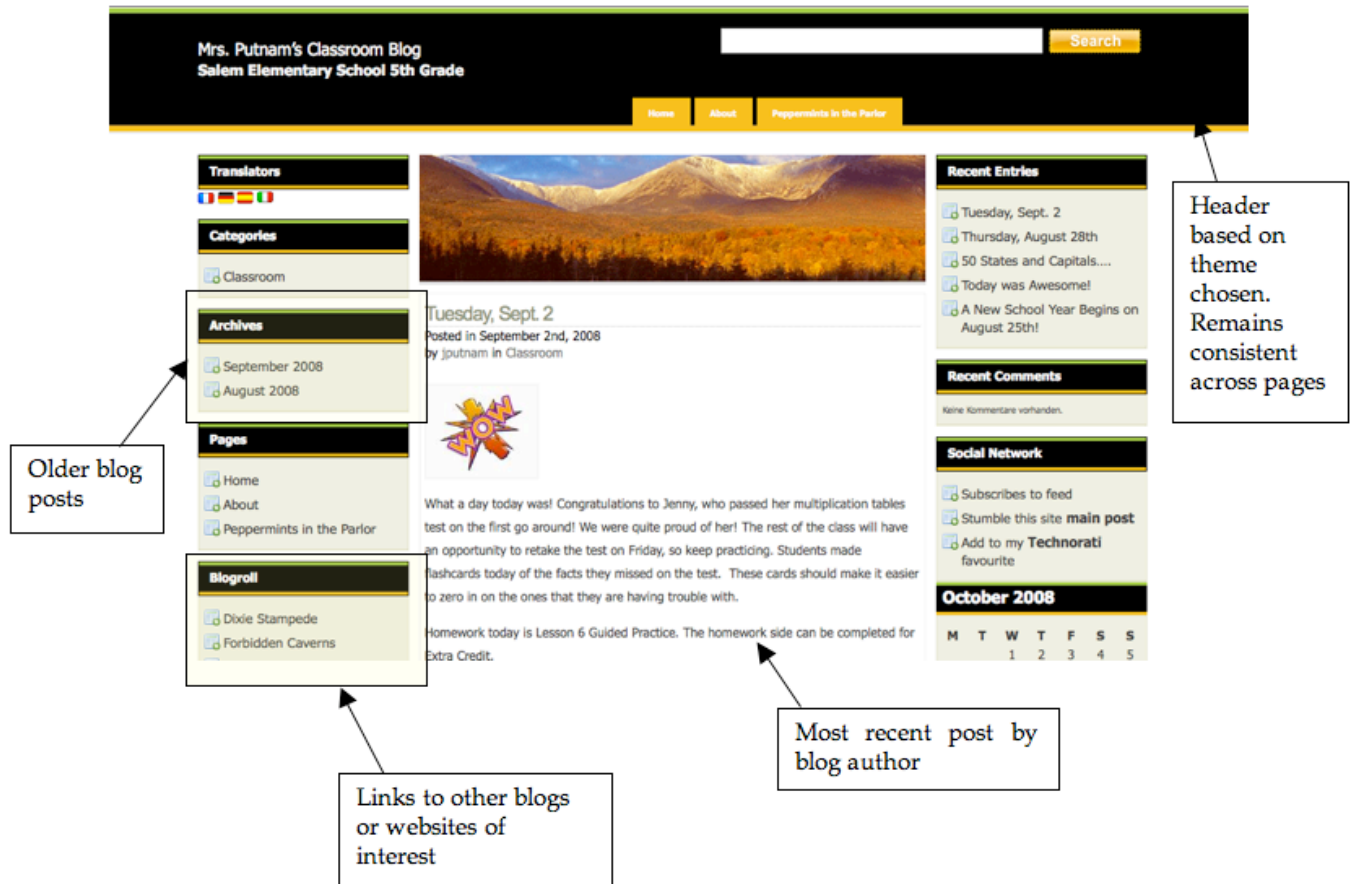 Mrs. Putnam's Classroom Blog
Salem Elementary School 5th Grade
Search
Home
About
Peppermints in the Parlor
Translators
Categories
Classroom
Archives
September 2008
August 2008
Pages
Home
About
Peppermints in the Parlor
Blogroll
Dixie Stampede
Forbidden Caverns
Tuesday, Sept. 2
Posted in September 2nd, 2008
by jputnam in Classroom
WOW
What a day today was! Congratulations to Jenny, who passed her multiplication tables
test on the first go around! We were quite proud of her! The rest of the class will have
an opportunity to retake the test on Friday, so keep practicing. Students made
flashcards today of the facts they missed on the test. These cards should make it easier
to zero in on the ones that they are having trouble with.
Homework today is Lesson 6 Guided Practice. The homework side can be completed for
Extra Credit.
Recent Entries
Tuesday, Sept. 2
Thursday, August 28th
50 States and Capitals....
Today was Awesome!
A New School Year Begins on
August 25th!
Recent Comments
Keine Kommentare vorhanden.
Social Network
Subscribes to feed
Stumble this site main post
Add to my Technorati
favourite
October 2008
M T W T F S S
1 2 3 4 5
Header
based on
theme
chosen.
Remains
consistent
across pages
Older blog
posts
Most recent post by
blog author
Links to other blogs
or websites of
interest